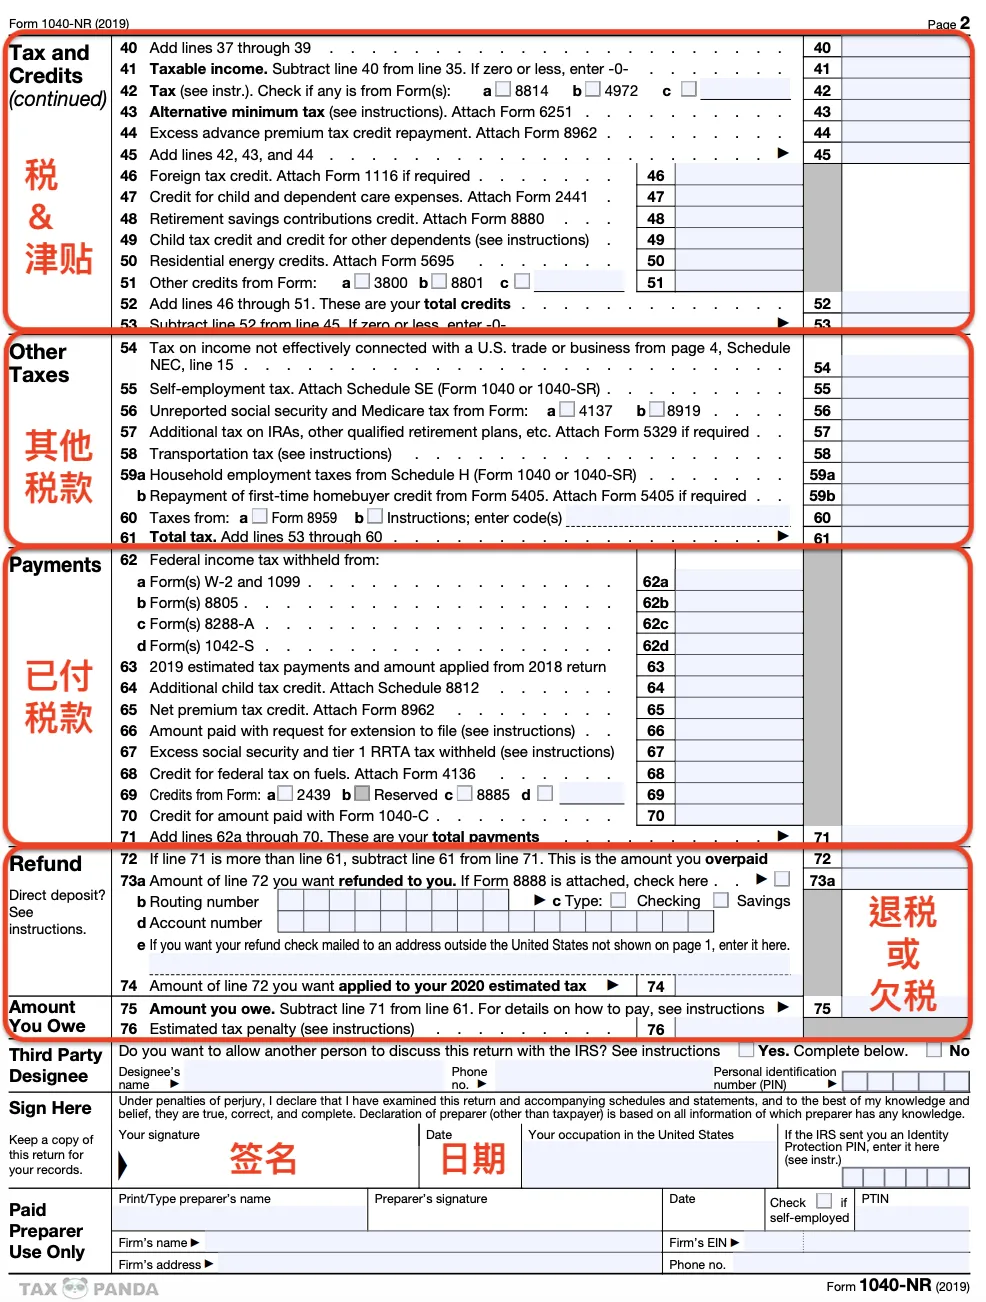 Form 1040-NR (2019) Page 2
Tax and Credits (continued)
税
&
津贴
40 Add lines 37 through 39 40
41 Taxable income. Subtract line 40 from line 35. If zero or less, enter -0- 41
42 Tax (see instr.). Check if any is from Form(s): a 8814 b 4972 c 42
43 Alternative minimum tax (see instructions). Attach Form 6251 43
44 Excess advance premium tax credit repayment. Attach Form 8962 44
45 Add lines 42, 43, and 44 ▶ 45
46 Foreign tax credit. Attach Form 1116 if required 46
47 Credit for child and dependent care expenses. Attach Form 2441 47
48 Retirement savings contributions credit. Attach Form 8880 48
49 Child tax credit and credit for other dependents (see instructions) 49
50 Residential energy credits. Attach Form 5695 50
51 Other credits from Form: a 3800 b 8801 c 51
52 Add lines 46 through 51. These are your total credits 52
53 Subtract line 52 from line 45. If zero or less, enter -0- ▶ 53
Other Taxes
其他
税款
54 Tax on income not effectively connected with a U.S. trade or business from page 4, Schedule
NEC, line 15 54
55 Self-employment tax. Attach Schedule SE (Form 1040 or 1040-SR) 55
56 Unreported social security and Medicare tax from Form: a 4137 b 8919 56
57 Additional tax on IRAs, other qualified retirement plans, etc. Attach Form 5329 if required 57
58 Transportation tax (see instructions) 58
59a Household employment taxes from Schedule H (Form 1040 or 1040-SR) 59a
b Repayment of first-time homebuyer credit from Form 5405. Attach Form 5405 if required 59b
60 Taxes from: a Form 8959 b Instructions; enter code(s) 60
61 Total tax. Add lines 53 through 60 ▶ 61
Payments
已付
税款
62 Federal income tax withheld from:
a Form(s) W-2 and 1099 62a
b Form(s) 8805 62b
c Form(s) 8288-A 62c
d Form(s) 1042-S 62d
63 2019 estimated tax payments and amount applied from 2018 return 63
64 Additional child tax credit. Attach Schedule 8812 64
65 Net premium tax credit. Attach Form 8962 65
66 Amount paid with request for extension to file (see instructions) 66
67 Excess social security and tier 1 RRTA tax withheld (see instructions) 67
68 Credit for federal tax on fuels. Attach Form 4136 68
69 Credits from Form: a 2439 b Reserved c 8885 d 69
70 Credit for amount paid with Form 1040-C 70
71 Add lines 62a through 70. These are your total payments ▶ 71
Refund
Direct deposit?
See
instructions.
72 If line 71 is more than line 61, subtract line 61 from line 71. This is the amount you overpaid 72
73a Amount of line 72 you want refunded to you. If Form 8888 is attached, check here ▶ 73a
b Routing number ▶ c Type: Checking Savings
d Account number
e If you want your refund check mailed to an address outside the United States not shown on page 1, enter it here.
74 Amount of line 72 you want applied to your 2020 estimated tax ▶ 74
退税
或
欠税
Amount You Owe
75 Amount you owe. Subtract line 71 from line 61. For details on how to pay, see instructions ▶ 75
76 Estimated tax penalty (see instructions) 76
Third Party Designee
Do you want to allow another person to discuss this return with the IRS? See instructions Yes. Complete below. No
Designee's name ▶ Phone no. ▶ Personal identification number (PIN) ▶
Sign Here
Keep a copy of
this return for
your records.
Under penalties of perjury, I declare that I have examined this return and accompanying schedules and statements, and to the best of my knowledge and
belief, they are true, correct, and complete. Declaration of preparer (other than taxpayer) is based on all information of which preparer has any knowledge.
Your signature Date Your occupation in the United States If the IRS sent you an Identity
Protection PIN, enter it here
(see instr.)
签名 日期
Paid Preparer Use Only
Print/Type preparer's name Preparer's signature Date Check if self-employed PTIN
Firm's name ▶ Firm's EIN ▶
Firm's address ▶ Phone no.
TAX PANDA Form 1040-NR (2019)